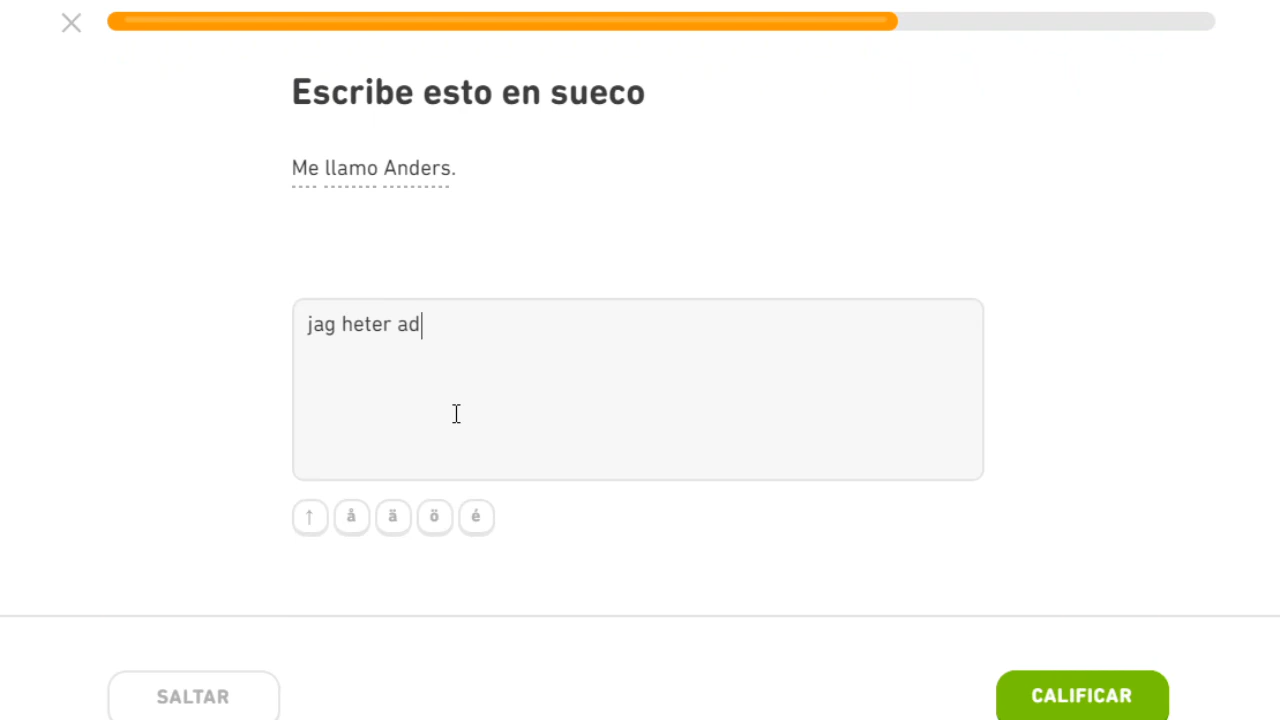 Escribe esto en sueco
Me llamo Anders.
jag heter ad
↑ å ä ö é
SALTAR
CALIFICAR